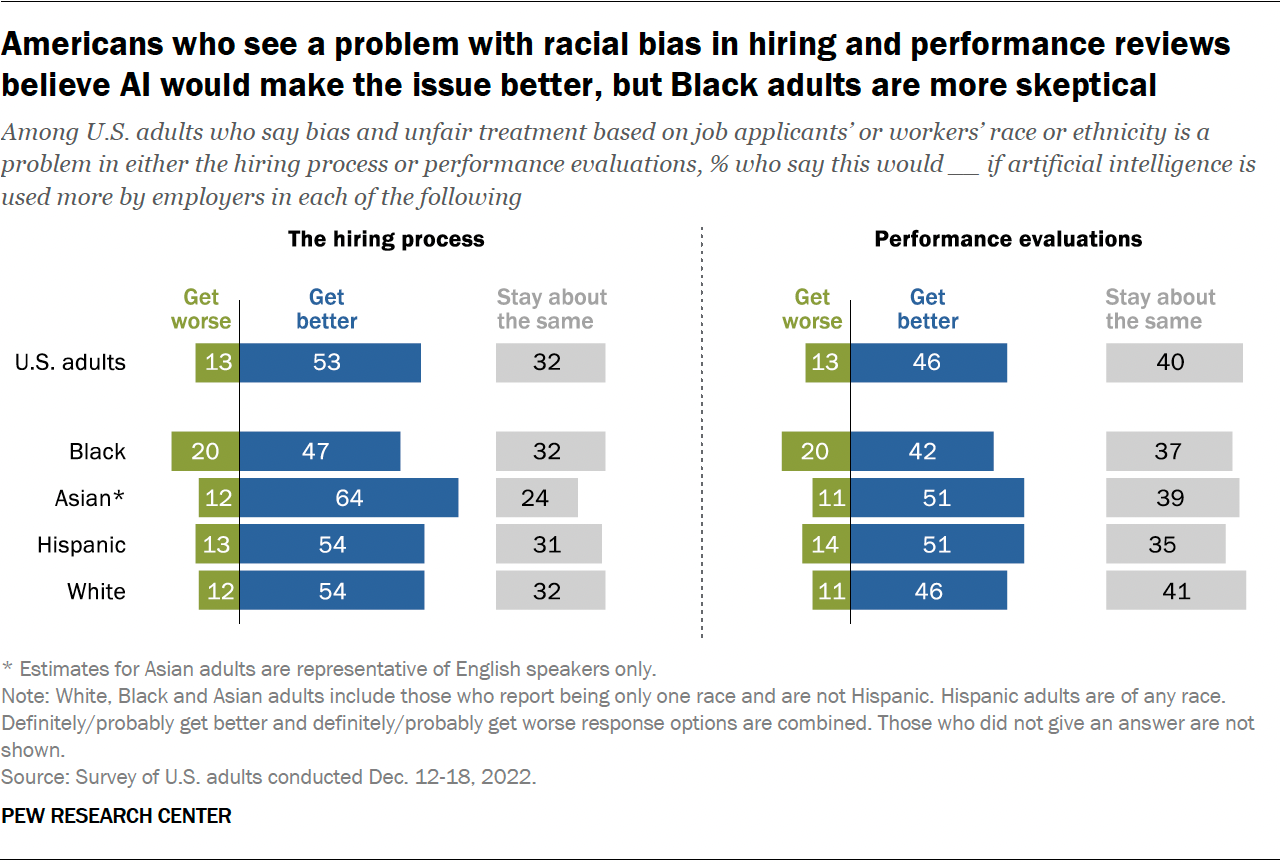 Americans who see a problem with racial bias in hiring and performance reviews
believe AI would make the issue better, but Black adults are more skeptical
Among U.S. adults who say bias and unfair treatment based on job applicants’ or workers’ race or ethnicity is a
problem in either the hiring process or performance evaluations, % who say this would __ if artificial intelligence is
used more by employers in each of the following
The hiring process
Get
worse
Get
better
Stay about
the same
U.S. adults 13 53 32
Black 20 47 32
Asian* 12 64 24
Hispanic 13 54 31
White 12 54 32
Performance evaluations
Get
worse
Get
better
Stay about
the same
13 46 40
20 42 37
11 51 39
14 51 35
11 46 41
* Estimates for Asian adults are representative of English speakers only.
Note: White, Black and Asian adults include those who report being only one race and are not Hispanic. Hispanic adults are of any race.
Definitely/probably get better and definitely/probably get worse response options are combined. Those who did not give an answer are not
shown.
Source: Survey of U.S. adults conducted Dec. 12-18, 2022.
PEW RESEARCH CENTER